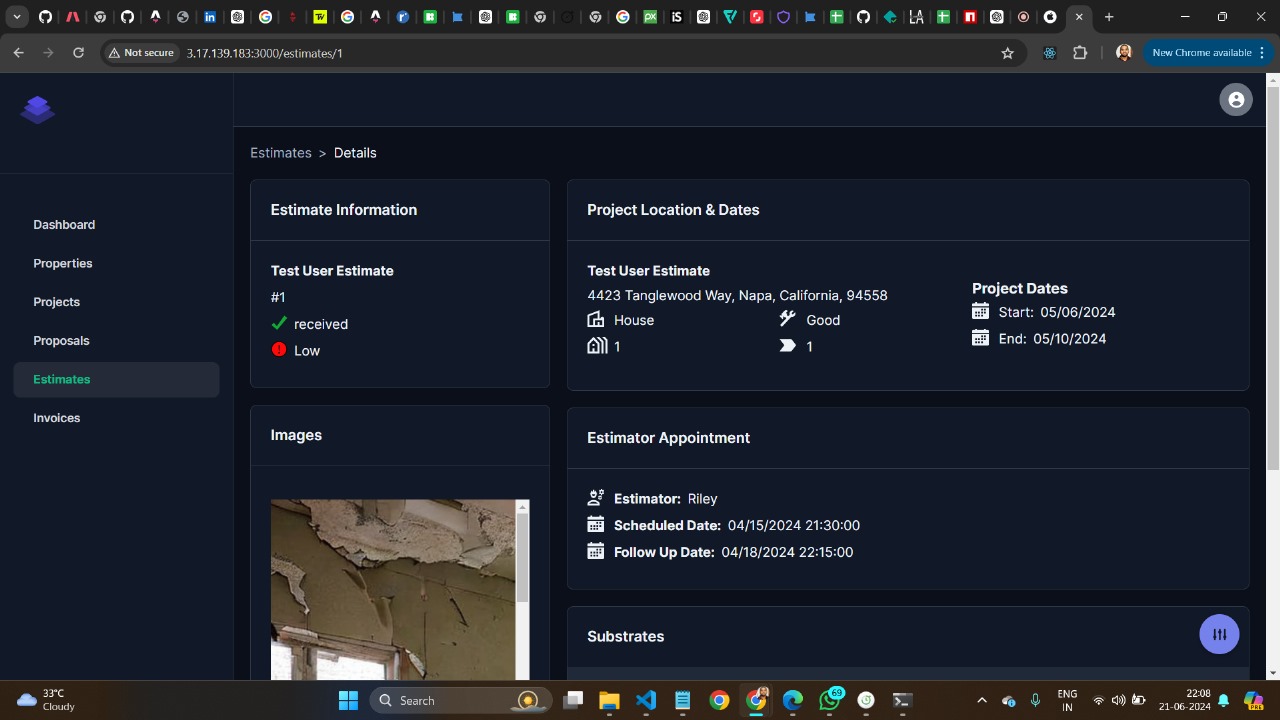 Not secure
3.17.139.183:3000/estimates/1
New Chrome available
Estimates > Details
Dashboard
Properties
Projects
Proposals
Estimates
Invoices
Estimate Information
Test User Estimate
#1
received
Low
Images
Project Location & Dates
Test User Estimate
4423 Tanglewood Way, Napa, California, 94558
House
Good
1
1
Project Dates
Start: 05/06/2024
End: 05/10/2024
Estimator Appointment
Estimator: Riley
Scheduled Date: 04/15/2024 21:30:00
Follow Up Date: 04/18/2024 22:15:00
Substrates
33°C
Cloudy
Search
69
ENG
IN
22:08
21-06-2024
PRE